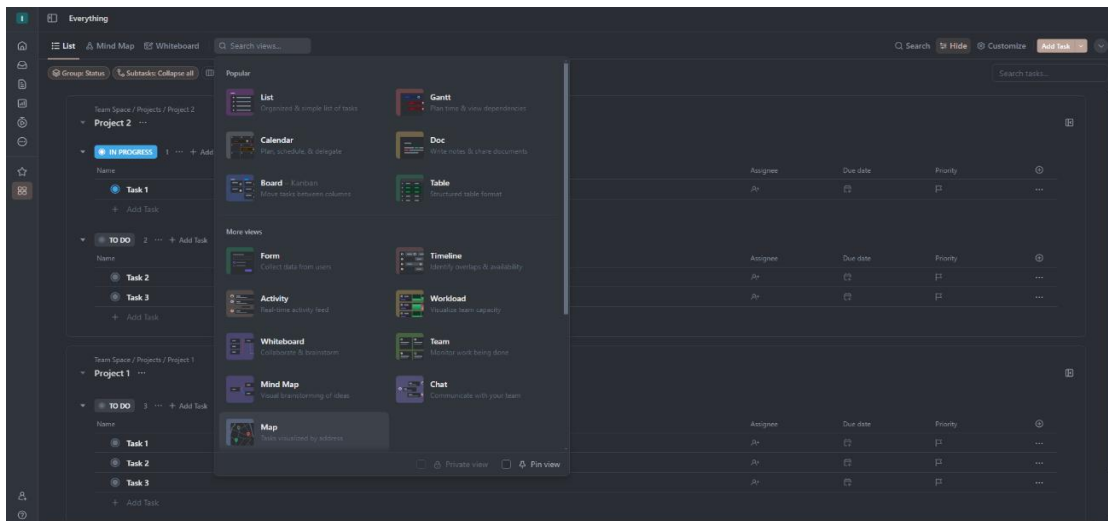 I
Everything
List
Mind Map
Whiteboard
Search views...
Search
Hide
Customize
Add Task
Group: Status
Subtasks: Collapse all
Search tasks...
Popular
List
Organized & simple list of tasks
Gantt
Plan time & view dependencies
Calendar
Plan, schedule, & delegate
Doc
Write notes & share documents
Board - Kanban
Move tasks between columns
Table
Structured table format
More views
Form
Collect data from users
Timeline
Identify overlaps & availability
Activity
Real-time activity feed
Workload
Visualize team capacity
Whiteboard
Collaborate & brainstorm
Team
Monitor work being done
Mind Map
Visual brainstorming of ideas
Chat
Communicate with your team
Map
Tasks visualized by address
Private view
Pin view
Team Space / Projects / Project 2
Project 2
IN PROGRESS 1 + Add
Name Assignee Due date Priority
Task 1
+ Add Task
TO DO 2 + Add Task
Name Assignee Due date Priority
Task 2
Task 3
+ Add Task
Team Space / Projects / Project 1
Project 1
TO DO 3 + Add Task
Name Assignee Due date Priority
Task 1
Task 2
Task 3
+ Add Task